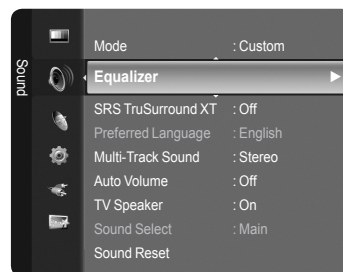 Sound
Mode : Custom
Equalizer
SRS TruSurround XT : Off
Preferred Language : English
Multi-Track Sound : Stereo
Auto Volume : Off
TV Speaker : On
Sound Select : Main
Sound Reset